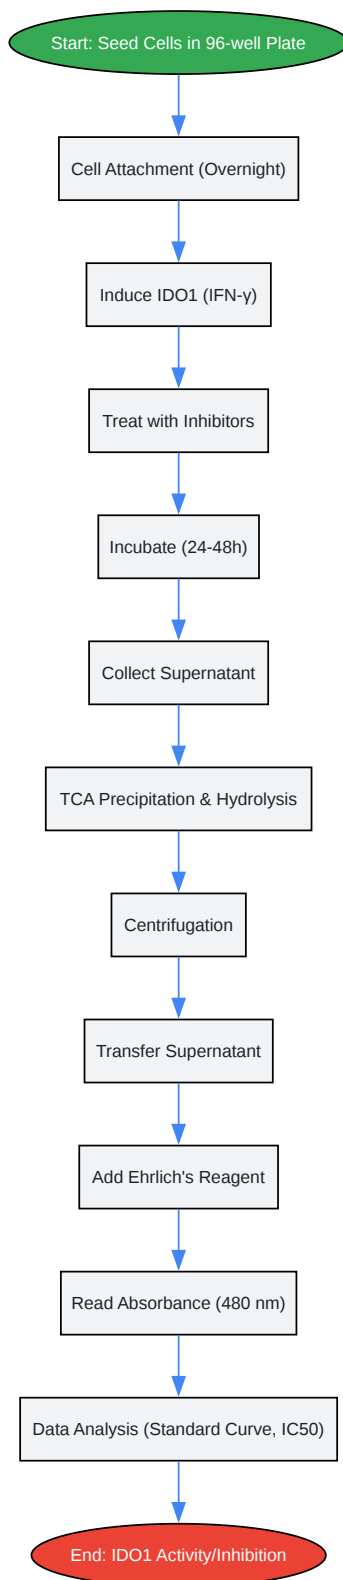 Start: Seed Cells in 96-well Plate
Cell Attachment (Overnight)
Induce IDO1 (IFN-γ)
Treat with Inhibitors
Incubate (24-48h)
Collect Supernatant
TCA Precipitation & Hydrolysis
Centrifugation
Transfer Supernatant
Add Ehrlich's Reagent
Read Absorbance (480 nm)
Data Analysis (Standard Curve, IC50)
End: IDO1 Activity/Inhibition